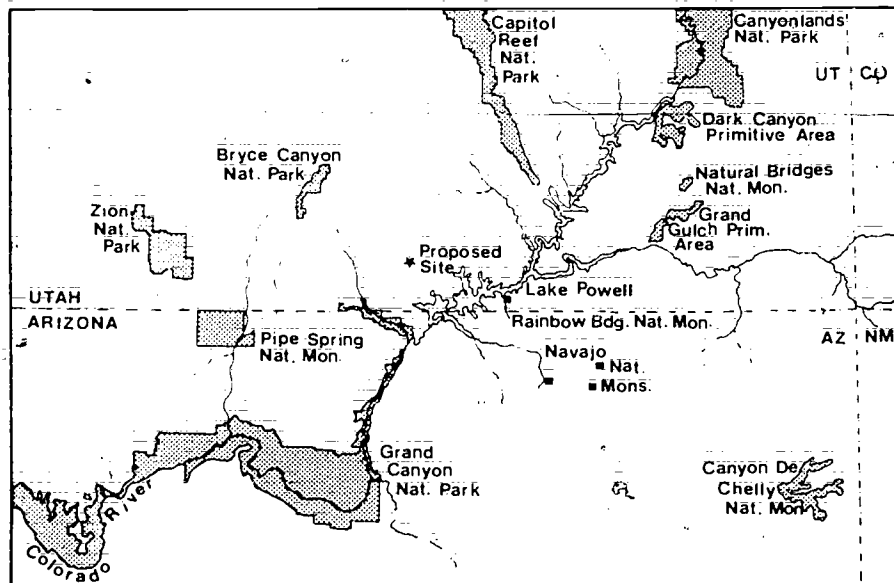 Capitol
Reef
Nat.
Park
Canyonlands
Nat. Park
UT CO
Dark Canyon
Primitive Area
Bryce Canyon
Nat. Park
Natural Bridges
Nat. Mon.
Zion
Nat.
Park
Grand
Gulch Prim.
Area
Proposed
Site
Lake Powell
UTAH
ARIZONA
Rainbow Bdg. Nat. Mon.
AZ NM
Pipe Spring
Nat. Mon.
Navajo
Nat.
Mons.
Grand
Canyon
Nat. Park
Canyon De
Chelly
Nat. Mon.
Colorado River